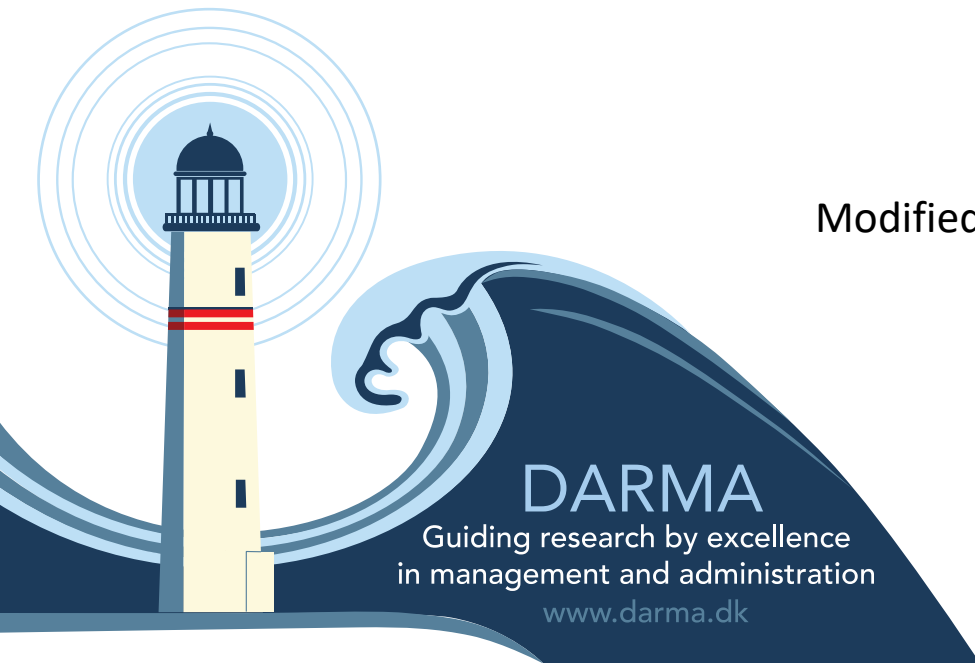 Modified
DARMA
Guiding research by excellence
in management and administration
www.darma.dk